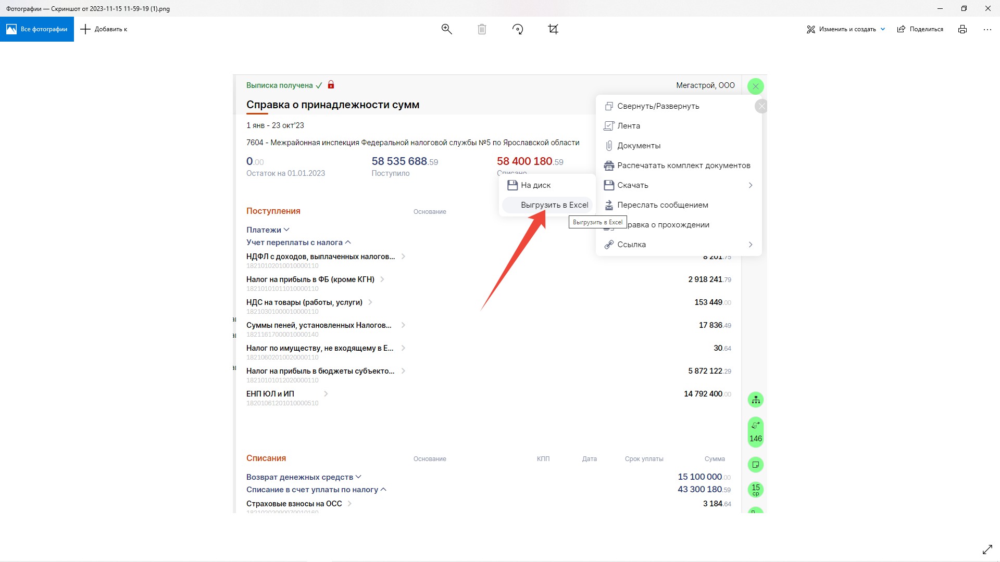 Фотографии — Скриншот от 2023-11-15 11-59-19 (1).png
Все фотографии
Добавить к
Изменить и создать
Поделиться
Выписка получена
Мегастрой, ООО
Справка о принадлежности сумм
1 янв - 23 окт'23
7604 - Межрайонная инспекция Федеральной налоговой службы №5 по Ярославской области
0.00
58 535 688.59
58 400 180.59
Остаток на 01.01.2023
Поступило
Списано
Свернуть/Развернуть
Лента
Документы
Распечатать комплект документов
Скачать
Переслать сообщением
равка о прохождении
Ссылка
На диск
Выгрузить в Excel
Выгрузить в Excel
Поступления
Основание
Платежи
Учет переплаты с налога
НДФЛ с доходов, выплаченных налогов...
8 201.75
18210102010010000110
Налог на прибыль в ФБ (кроме КГН)
2 918 241.79
18210101011010000110
НДС на товары (работы, услуги)
153 449.00
18210301000010000110
Суммы пеней, установленных Налогов...
17 836.49
18211617000010000140
Налог по имуществу, не входящему в Е...
30.64
18210602010020000110
Налог на прибыль в бюджеты субъекто...
5 872 122.29
18210101012020000110
ЕНП ЮЛ и ИП
14 792 400.00
18201061201010000510
146
Списания
Основание
КПП
Дата
Срок уплаты
Сумма
Возврат денежных средств
15 100 000.00
Списание в счет уплаты по налогу
43 300 180.59
15
ср
Страховые взносы на ОСС
3 184.64
18210202090070010160